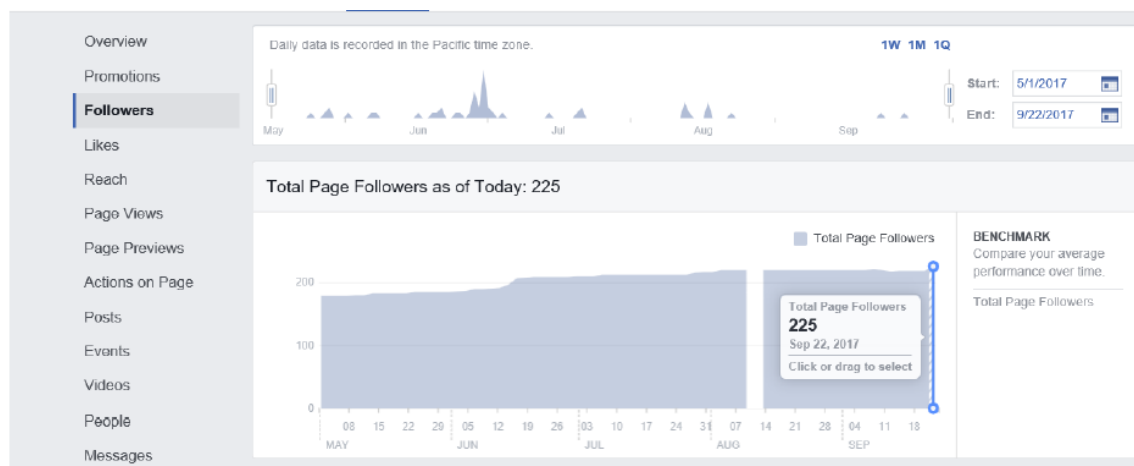 Overview
Promotions
Followers
Likes
Reach
Page Views
Page Previews
Actions on Page
Posts
Events
Videos
People
Messages
Daily data is recorded in the Pacific time zone.
1W 1M 1Q
May Jun Jul Aug Sep
Start: 5/1/2017
End: 9/22/2017
Total Page Followers as of Today: 225
Total Page Followers
200
100
0
Total Page Followers
225
Sep 22, 2017
Click or drag to select
08 15 22 29 05 12 19 26 03 10 17 24 31 07 14 21 28 04 11 18
MAY JUN JUL AUG SEP
BENCHMARK
Compare your average
performance over time.
Total Page Followers